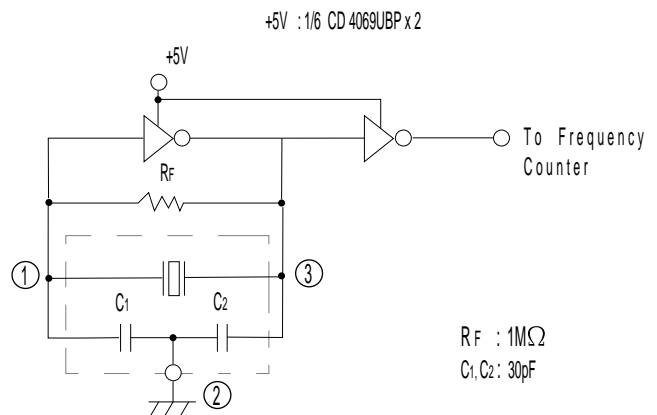 +5V : 1/6 CD 4069UBP x 2
+5V
To Frequency
Counter
RF
1
3
C1
C2
RF : 1MΩ
C1, C2 : 30pF
2